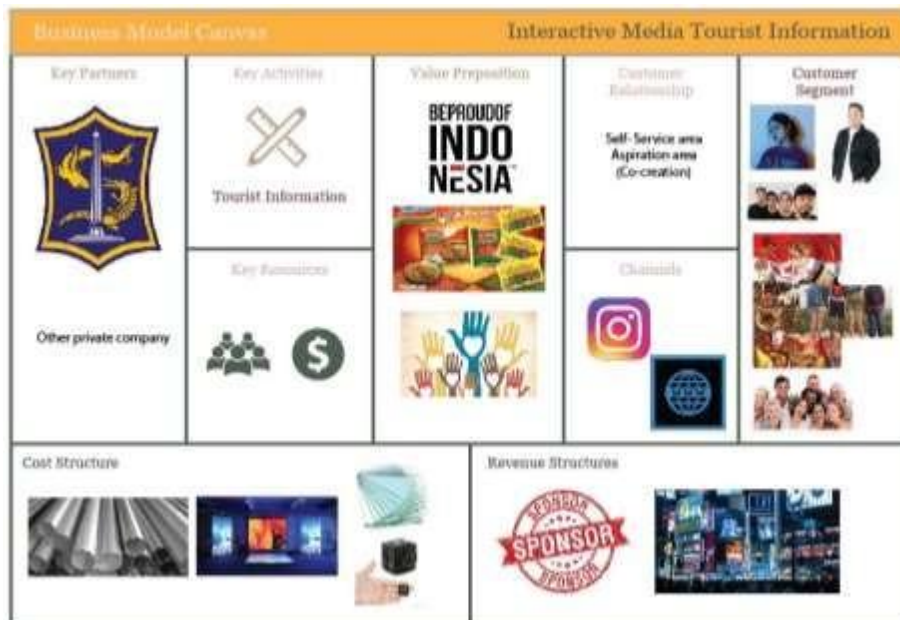 Business Model Canvas
Interactive Media Tourist Information
Key Partners
Other private company
Key Activities
Tourist Information
Key Resources
$
Value Preposition
BEPROUDOF
INDO
NESIA
Customer
Relationship
Self- Service area
Aspiration area
(Co-creation)
Channels
Customer
Segment
Cost Structure
Revenue Structures
SPONSOR
SPONSOR
SPONSOR